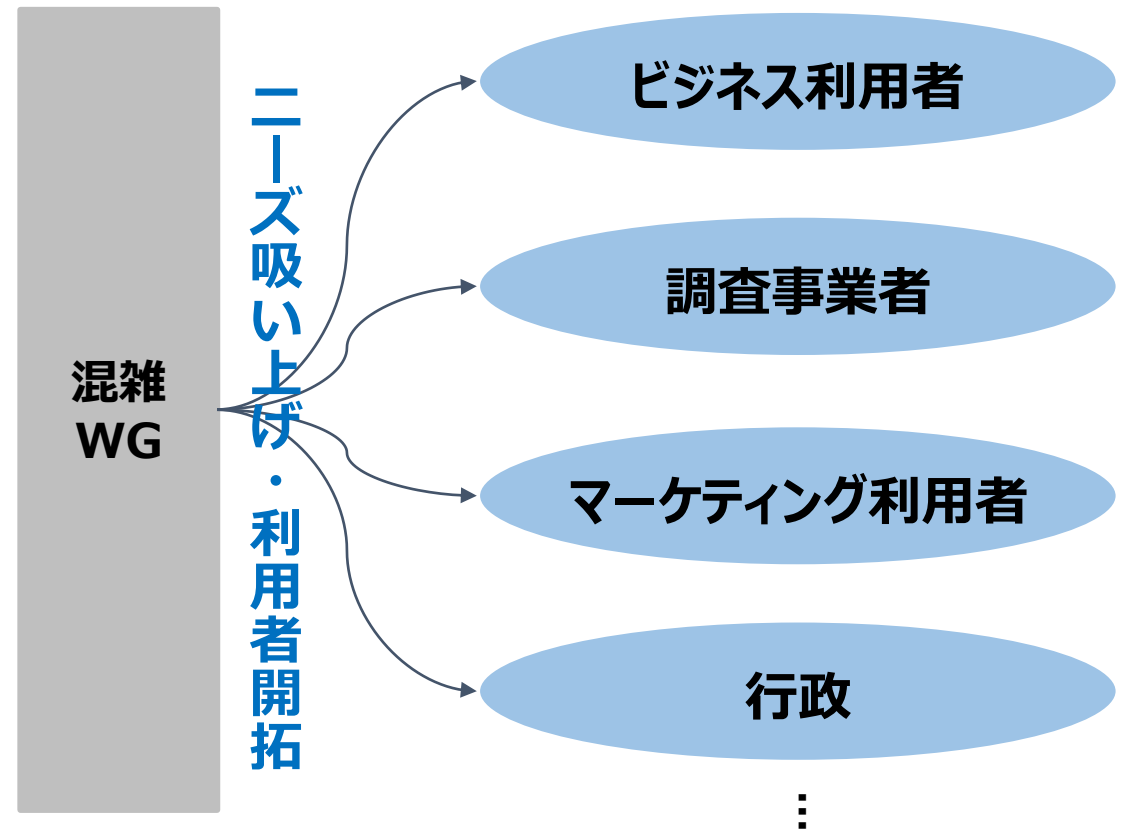 混雑
WG
ニーズ吸い上げ・利用者開拓
ビジネス利用者
調査事業者
マーケティング利用者
行政
…